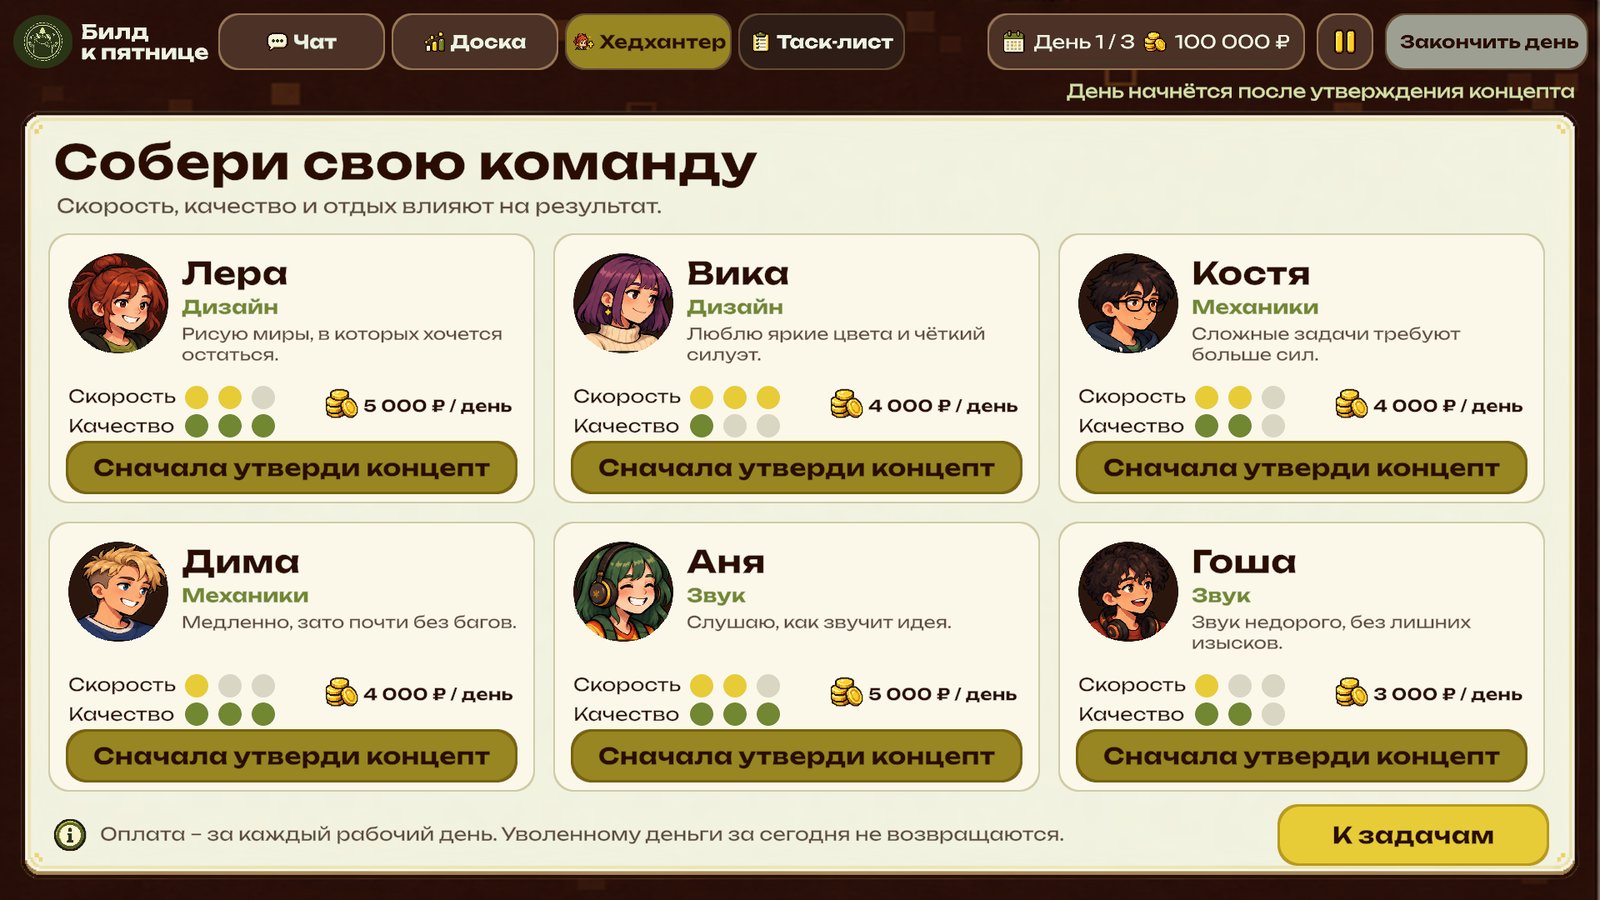 Билд
к пятнице
Чат
Доска
Хедхантер
Таск-лист
День 1 / 3
100 000 ₽
Закончить день
День начнётся после утверждения концепта
Собери свою команду
Скорость, качество и отдых влияют на результат.
Лера
Дизайн
Рисую миры, в которых хочется
остаться.
Скорость
Качество
5 000 ₽ / день
Сначала утверди концепт
Вика
Дизайн
Люблю яркие цвета и чёткий
силуэт.
Скорость
Качество
4 000 ₽ / день
Сначала утверди концепт
Костя
Механики
Сложные задачи требуют
больше сил.
Скорость
Качество
4 000 ₽ / день
Сначала утверди концепт
Дима
Механики
Медленно, зато почти без багов.
Скорость
Качество
4 000 ₽ / день
Сначала утверди концепт
Аня
Звук
Слушаю, как звучит идея.
Скорость
Качество
5 000 ₽ / день
Сначала утверди концепт
Гоша
Звук
Звук недорого, без лишних
изысков.
Скорость
Качество
3 000 ₽ / день
Сначала утверди концепт
Оплата – за каждый рабочий день. Уволенному деньги за сегодня не возвращаются.
К задачам